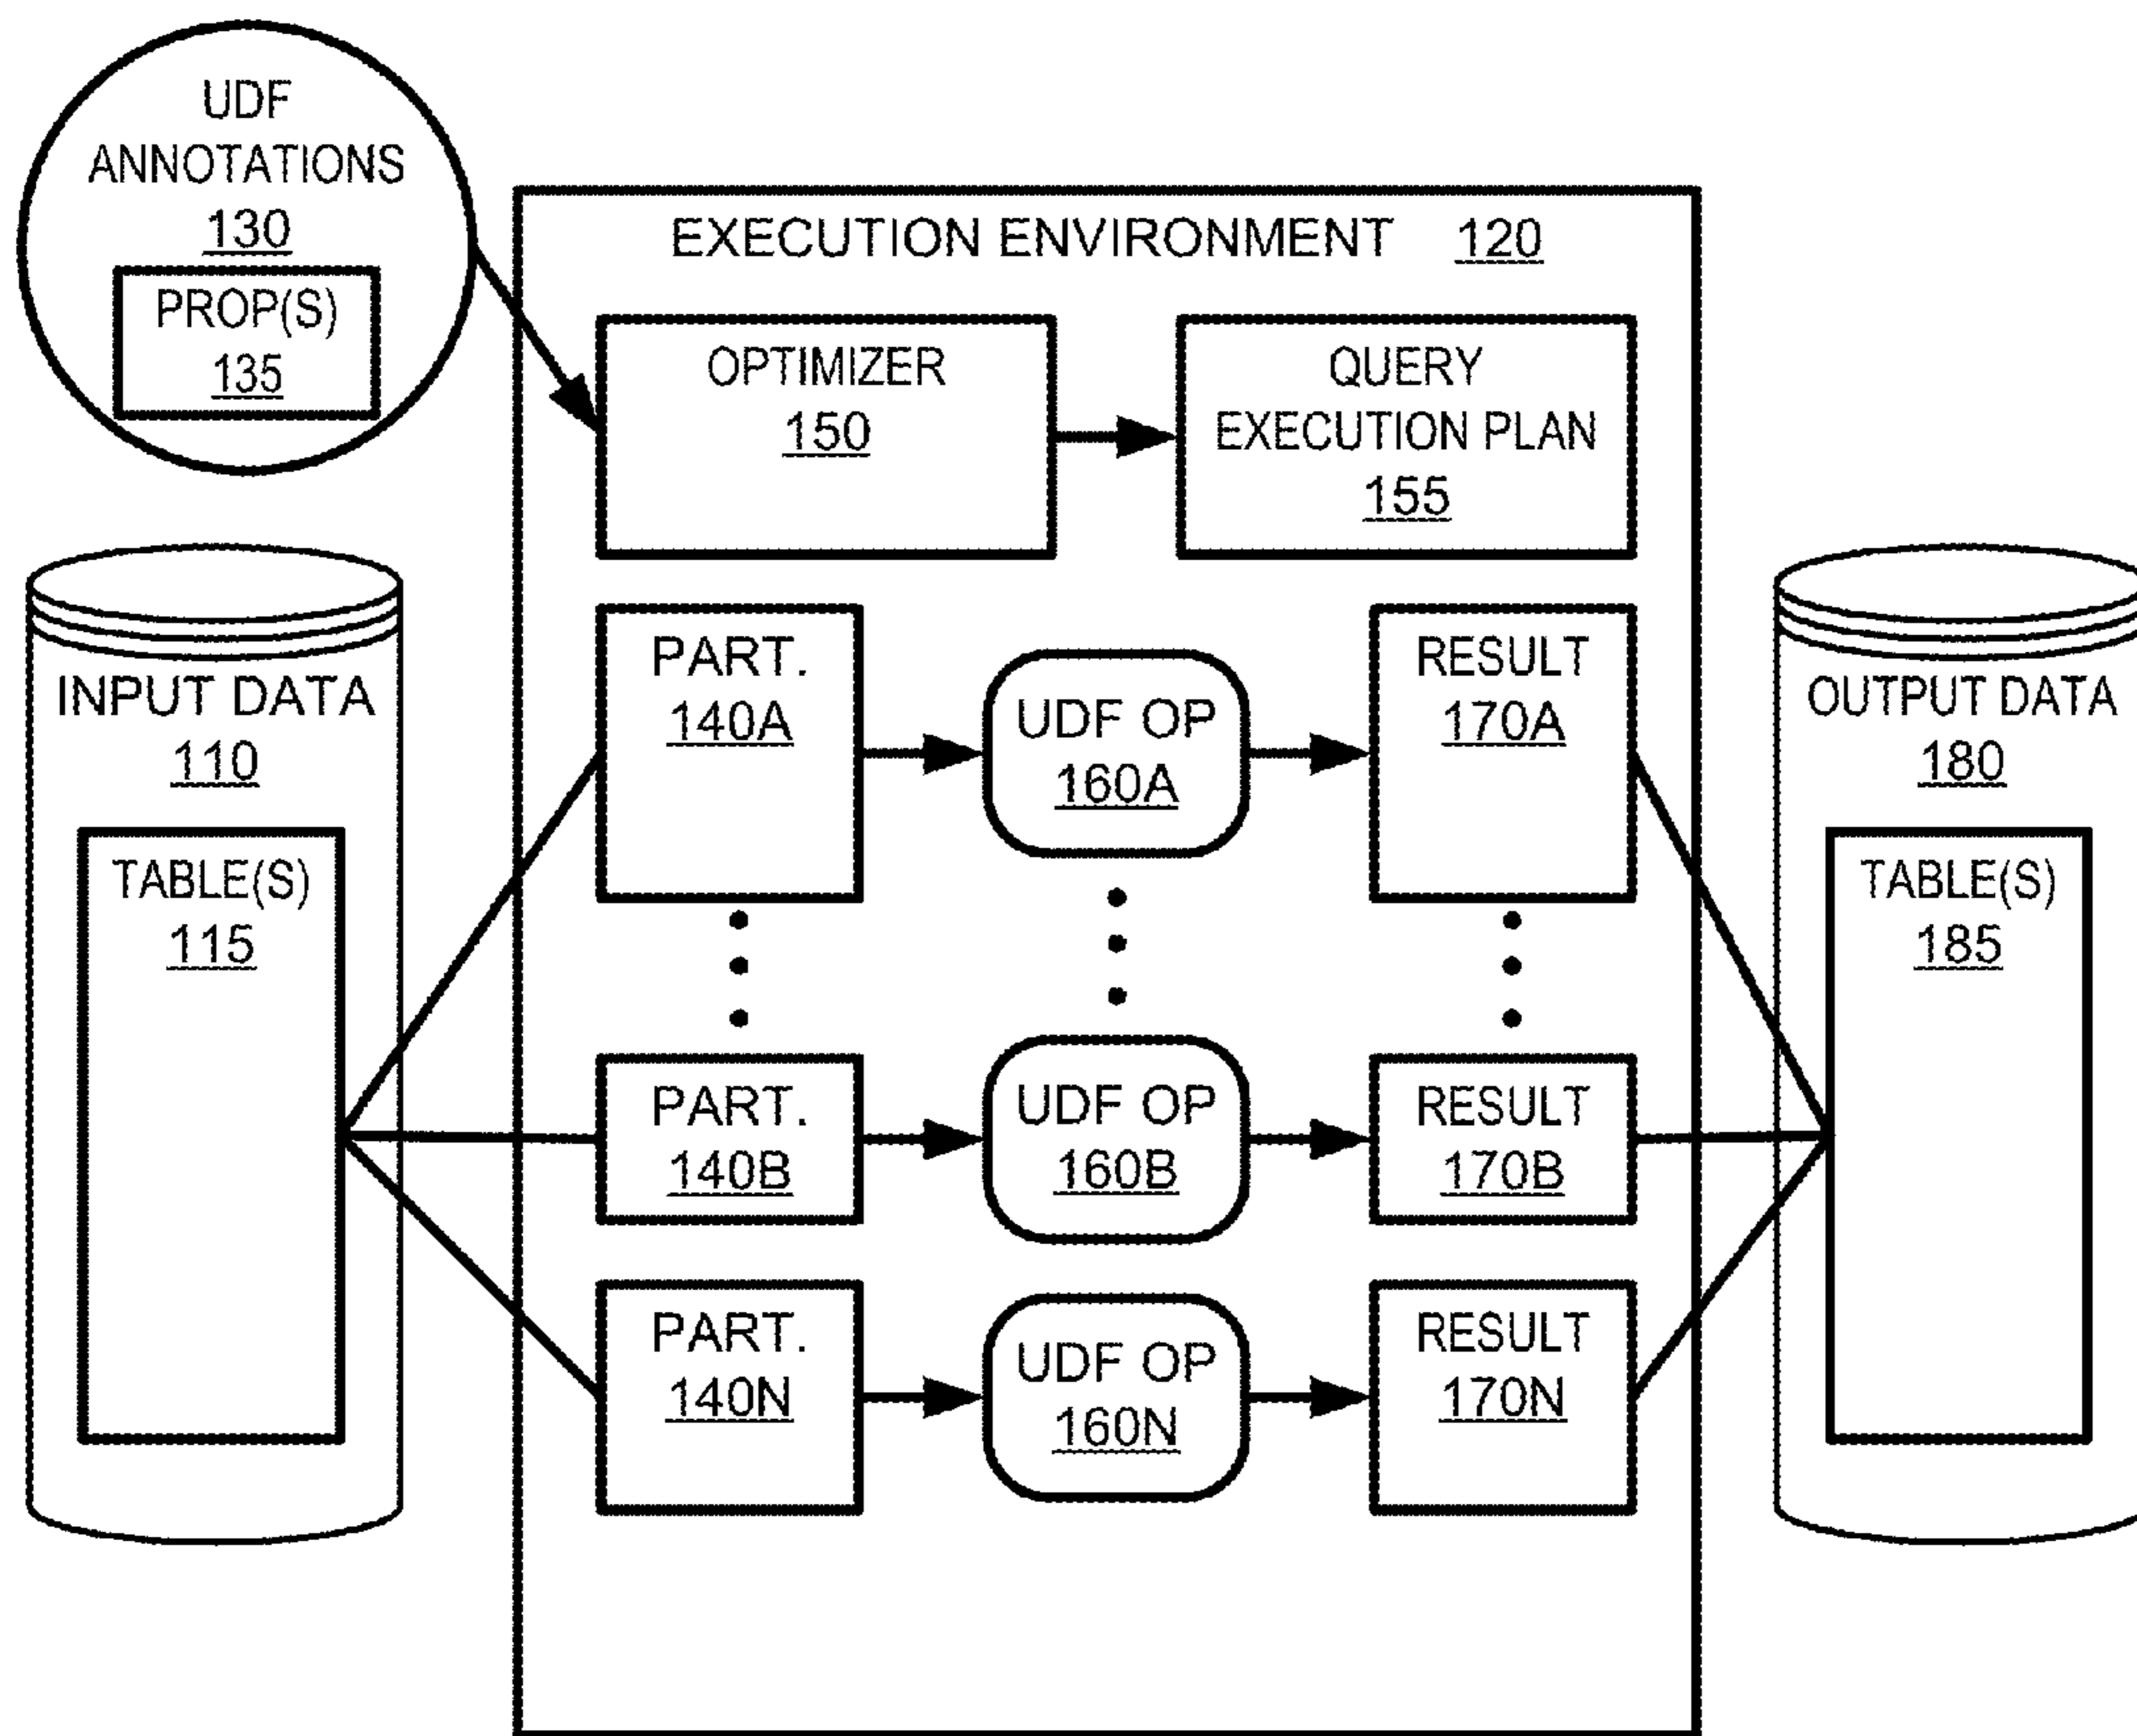 UDF
ANNOTATIONS
130
PROP(S)
135
EXECUTION ENVIRONMENT 120
OPTIMIZER
150
QUERY
EXECUTION PLAN
155
INPUT DATA
110
TABLE(S)
115
PART.
140A
UDF OP
160A
RESULT
170A
PART.
140B
UDF OP
160B
RESULT
170B
PART.
140N
UDF OP
160N
RESULT
170N
OUTPUT DATA
180
TABLE(S)
185